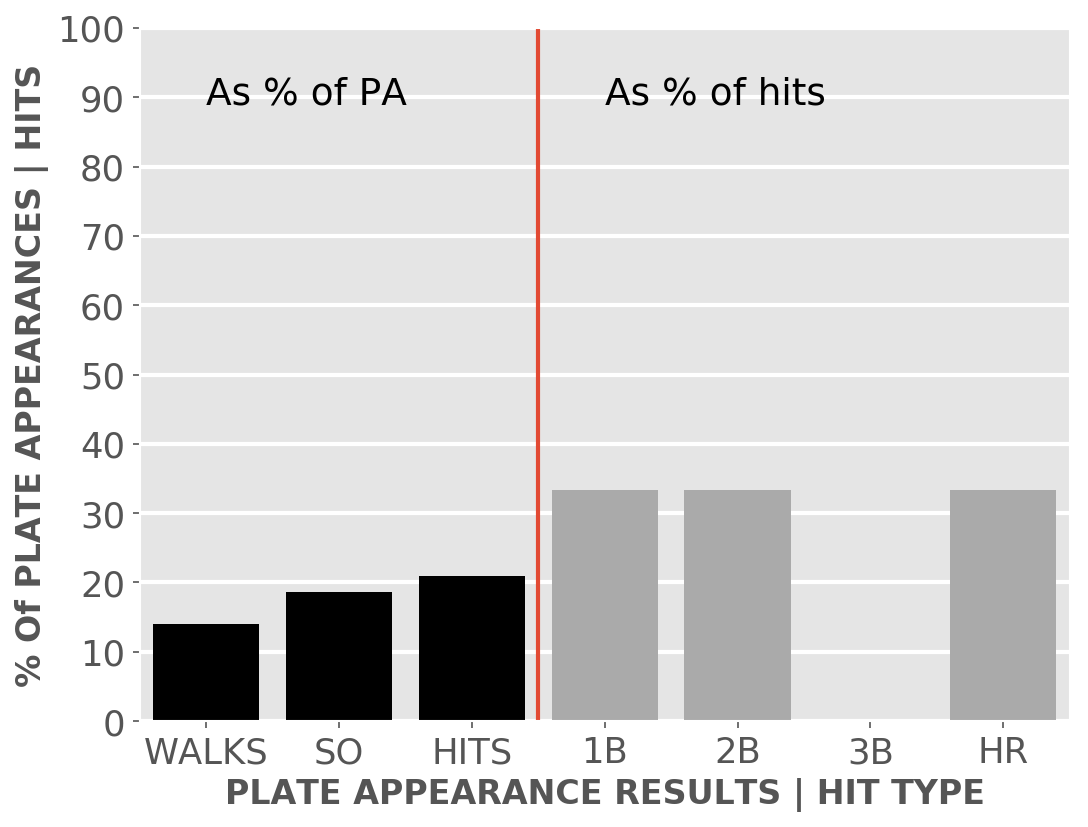 % Of PLATE APPEARANCES | HITS
100
90
80
70
60
50
40
30
20
10
0
As % of PA
As % of hits
WALKS SO HITS 1B 2B 3B HR
PLATE APPEARANCE RESULTS | HIT TYPE